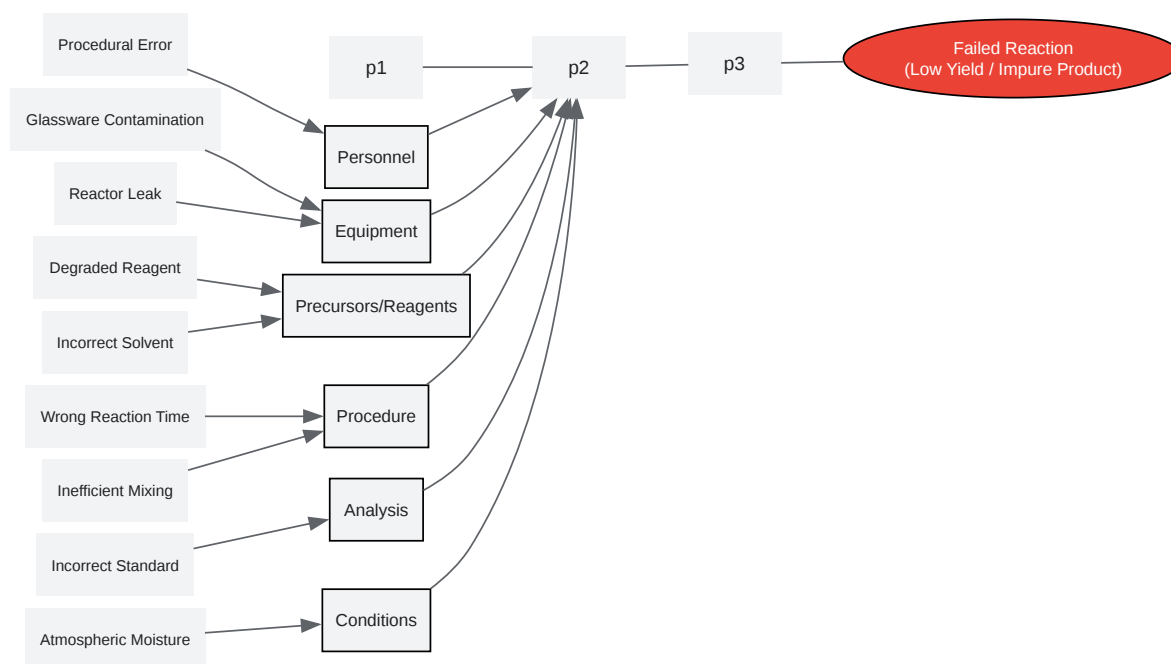 Procedural Error
p1
p2
p3
Failed Reaction
(Low Yield / Impure Product)
Glassware Contamination
Personnel
Reactor Leak
Equipment
Degraded Reagent
Precursors/Reagents
Incorrect Solvent
Wrong Reaction Time
Procedure
Inefficient Mixing
Analysis
Incorrect Standard
Conditions
Atmospheric Moisture